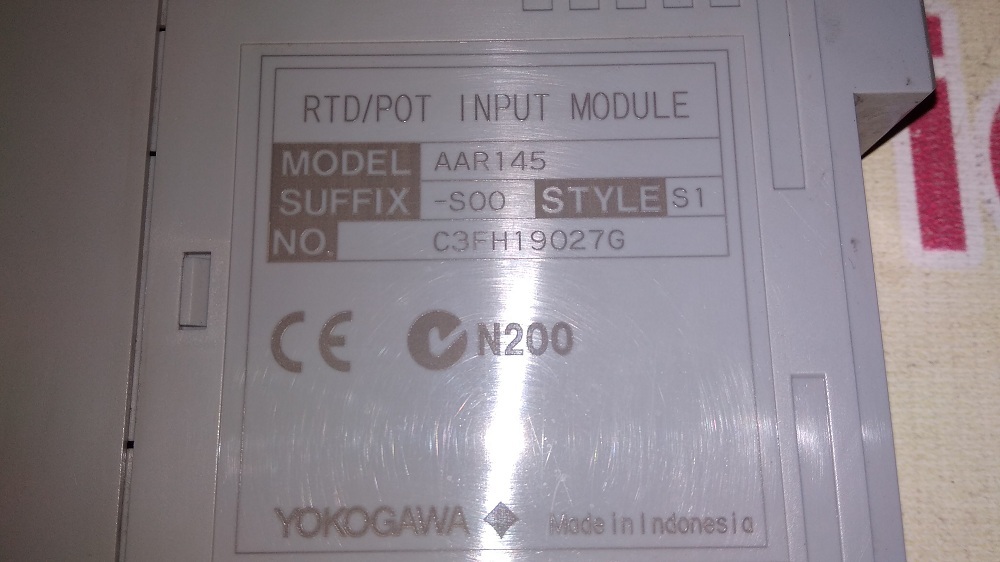 RTD/POT INPUT MODULE
MODEL AAR145
SUFFIX -S00 STYLE S1
NO. C3FH19027G
CE N200
YOKOGAWA Made in Indonesia